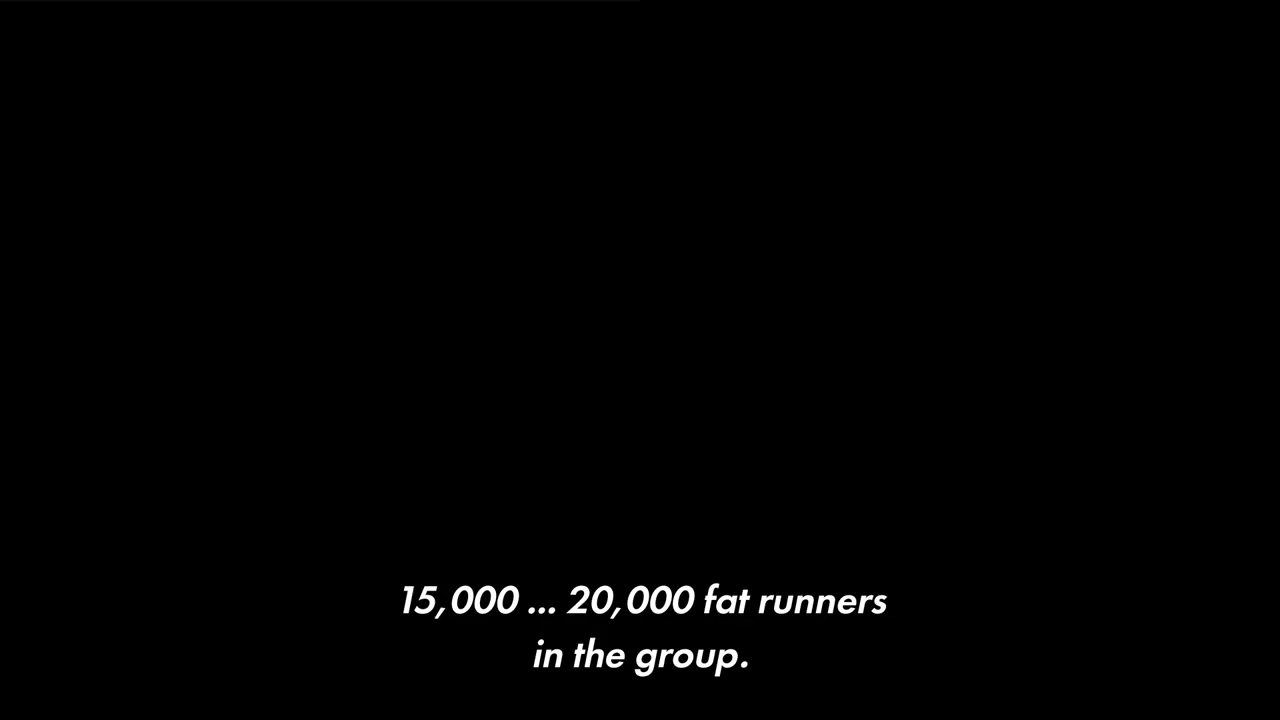 15,000 ... 20,000 fat runners
in the group.